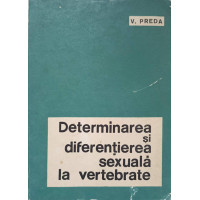 V. PREDA
Determinarea
și
diferențierea
sexuală
la vertebrate